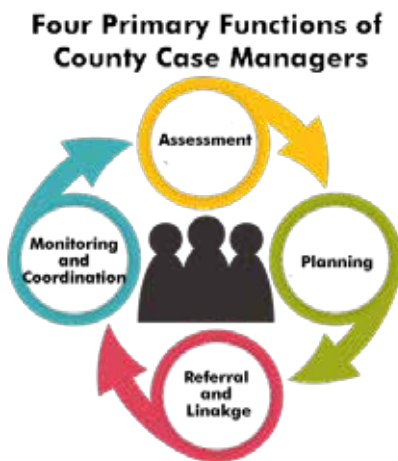 Four Primary Functions of
County Case Managers
Assessment
Planning
Referral
and
Linakge
Monitoring
and
Coordination